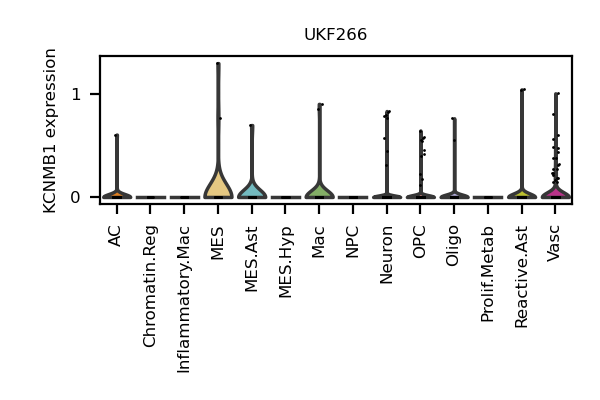 UKF266
KCNMB1 expression
1
0
AC
Chromatin.Reg
Inflammatory.Mac
MES
MES.Ast
MES.Hyp
Mac
NPC
Neuron
OPC
Oligo
Prolif.Metab
Reactive.Ast
Vasc